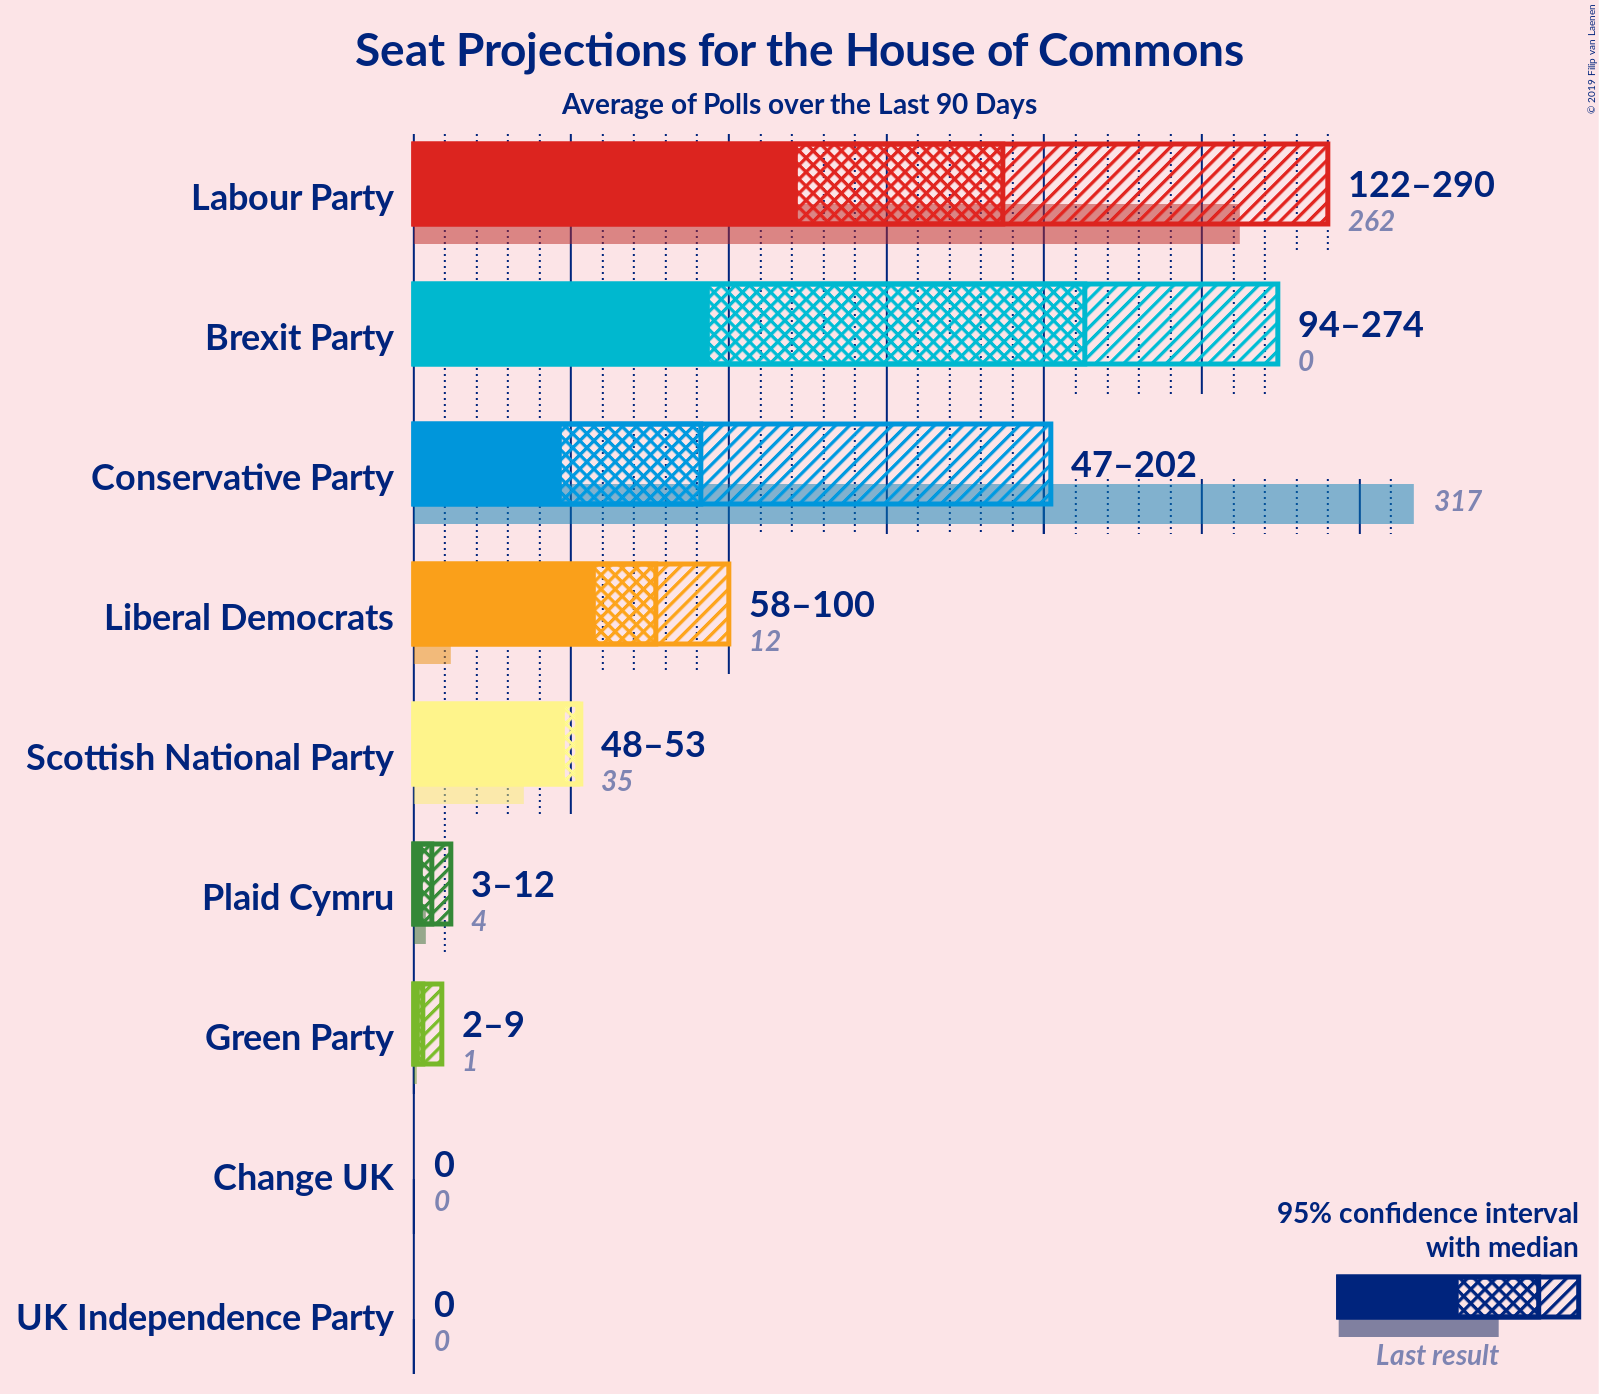 Seat Projections for the House of Commons
Average of Polls over the Last 90 Days
© 2019 Filip van Laenen
Labour Party
122–290
262
Brexit Party
94–274
0
Conservative Party
47–202
317
Liberal Democrats
58–100
12
Scottish National Party
48–53
35
Plaid Cymru
3–12
4
Green Party
2–9
1
Change UK
0
0
UK Independence Party
0
0
95% confidence interval
with median
Last result